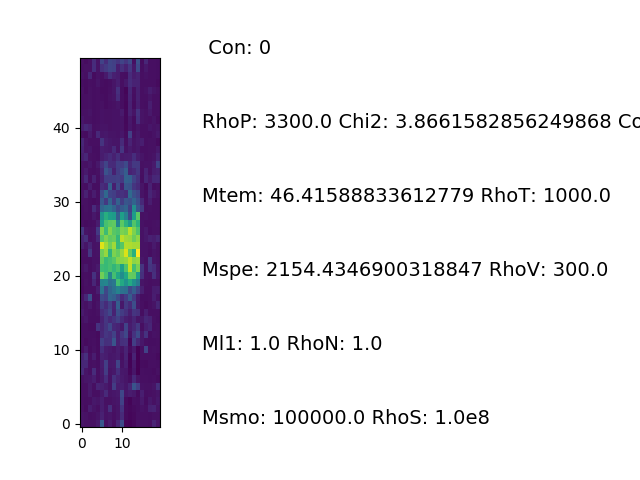 Con: 0
RhoP: 3300.0 Chi2: 3.8661582856249868 Co
Mtem: 46.41588833612779 RhoT: 1000.0
Mspe: 2154.4346900318847 RhoV: 300.0
Ml1: 1.0 RhoN: 1.0
Msmo: 100000.0 RhoS: 1.0e8
40
30
20
10
0
0 10